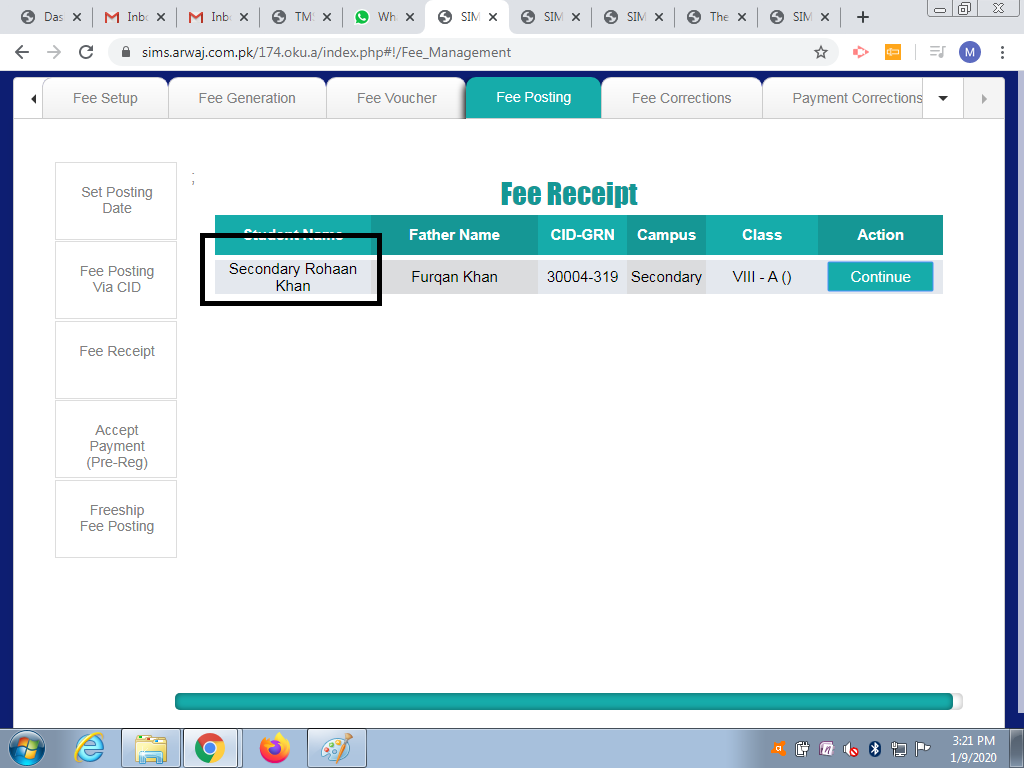 Das
Inbo
Inbo
TMS
Wha
SIM
SIM
SIM
The
SIM
sims.arwaj.com.pk/174.oku.a/index.php#!/Fee_Management
M
Fee Setup
Fee Generation
Fee Voucher
Fee Posting
Fee Corrections
Payment Corrections
Set Posting
Date
Fee Posting
Via CID
Fee Receipt
Accept
Payment
(Pre-Reg)
Freeship
Fee Posting
;
Fee Receipt
Student Name Father Name CID-GRN Campus Class Action
Secondary Rohaan
Khan
Furqan Khan 30004-319 Secondary VIII - A () Continue
3:21 PM
1/9/2020